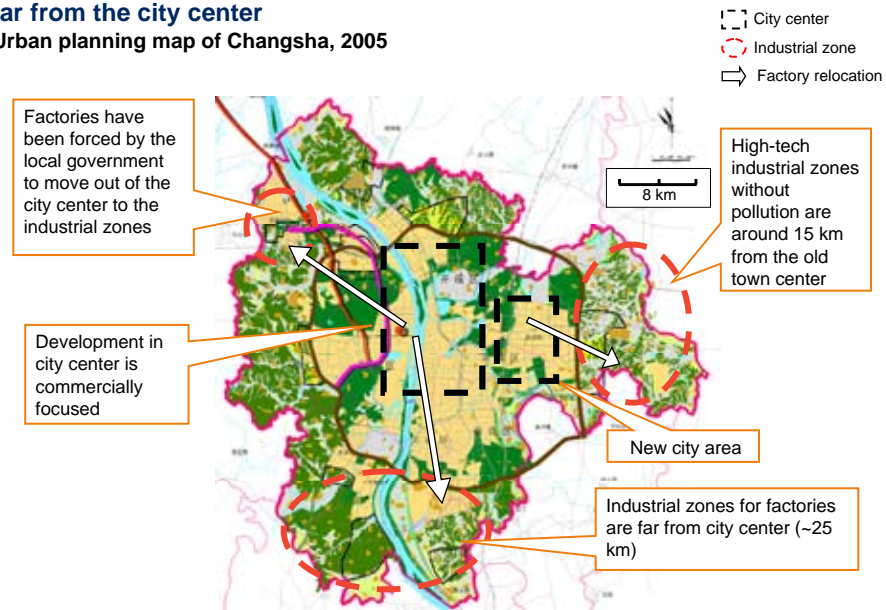 ar from the city center
Urban planning map of Changsha, 2005
City center
Industrial zone
Factory relocation
Factories have
been forced by the
local government
to move out of the
city center to the
industrial zones
8 km
High-tech
industrial zones
without
pollution are
around 15 km
from the old
town center
Development in
city center is
commercially
focused
New city area
Industrial zones for factories
are far from city center (~25
km)